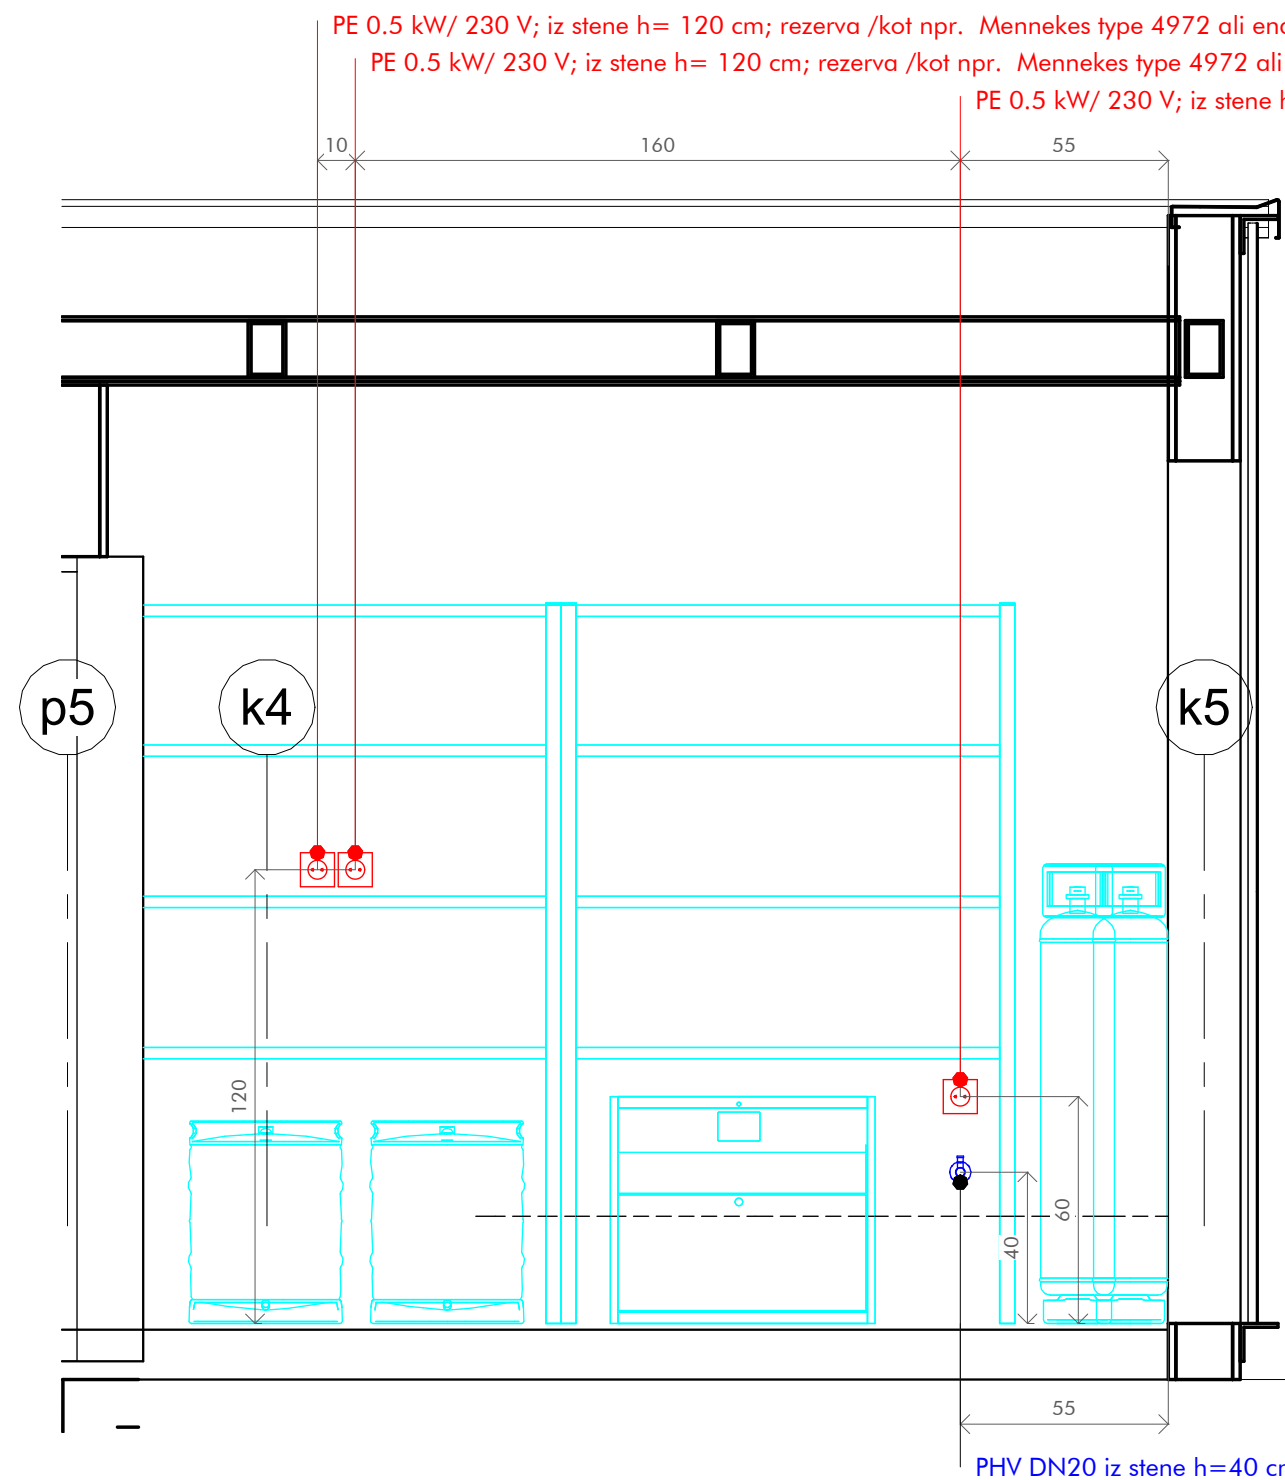 PE 0.5 kW/ 230 V; iz stene h= 120 cm; rezerva /kot npr. Mennekes type 4972 ali
PE 0.5 kW/ 230 V; iz stene h= 120 cm; rezerva /kot npr. Mennekes type 4972 ali
PE 0.5 kW/ 230 V; iz stene
10 160 55
p5 k4 k5
120
60
40
55
PHV DN20 iz stene h=40